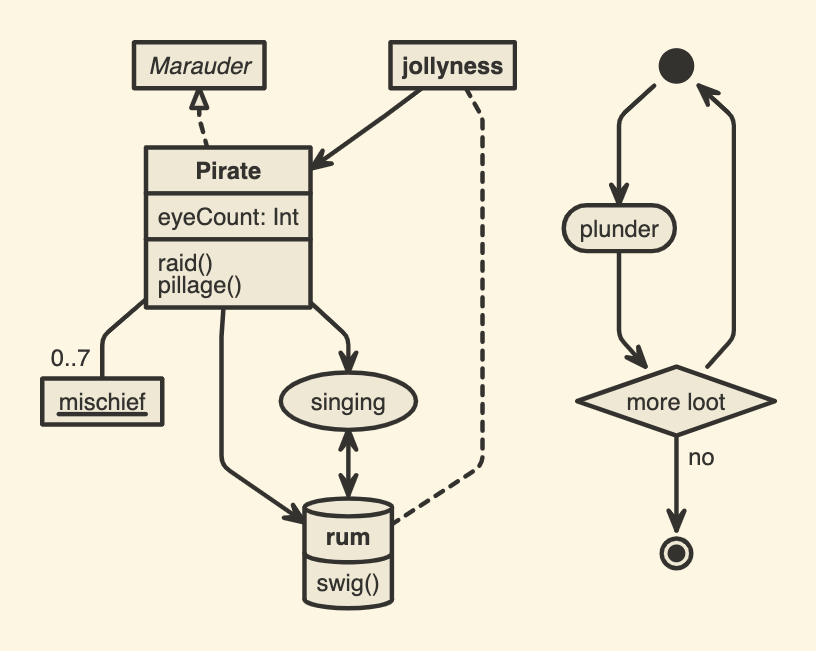 Marauder
jollyness
Pirate
eyeCount: Int
raid()
pillage()
0..7
mischief
singing
rum
swig()
plunder
more loot
no